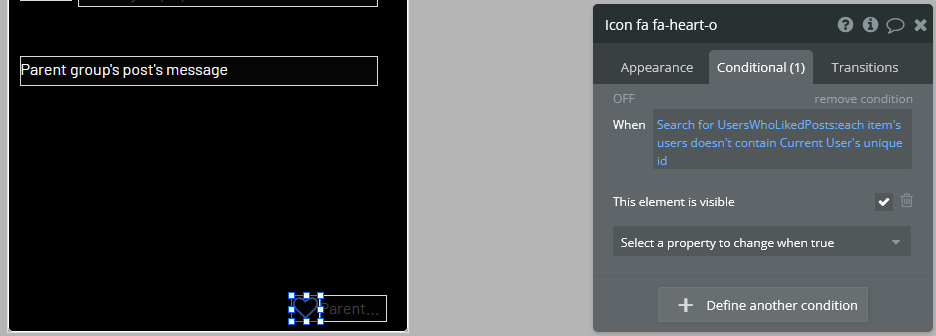 Parent group's post's message
Parent...
Icon fa fa-heart-o
Appearance
Conditional (1)
Transitions
OFF
remove condition
When
Search for UsersWhoLikedPosts:each item's
users doesn't contain Current User's unique
id
This element is visible
Select a property to change when true
Define another condition